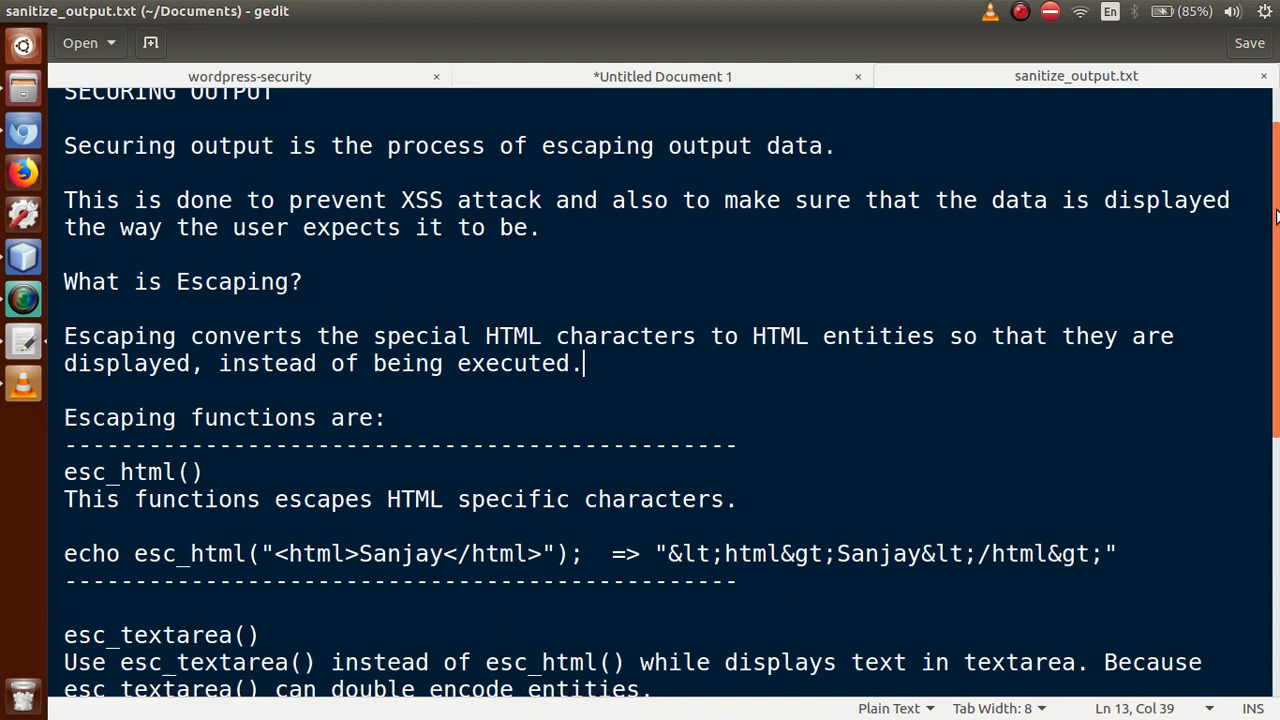 sanitize_output.txt (~/Documents) - gedit
En
(85%)
Open
Save
wordpress-security ×
*Untitled Document 1 ×
sanitize_output.txt ×
SECURING OUTPUT
Securing output is the process of escaping output data.
This is done to prevent XSS attack and also to make sure that the data is displayed
the way the user expects it to be.
What is Escaping?
Escaping converts the special HTML characters to HTML entities so that they are
displayed, instead of being executed.
Escaping functions are:
------------------------------------------------
esc_html()
This functions escapes HTML specific characters.
echo esc_html("<html>Sanjay</html>");  => "&lt;html&gt;Sanjay&lt;/html&gt;"
------------------------------------------------
esc_textarea()
Use esc_textarea() instead of esc_html() while displays text in textarea. Because
esc_textarea() can double encode entities.
Plain Text
Tab Width: 8
Ln 13, Col 39
INS